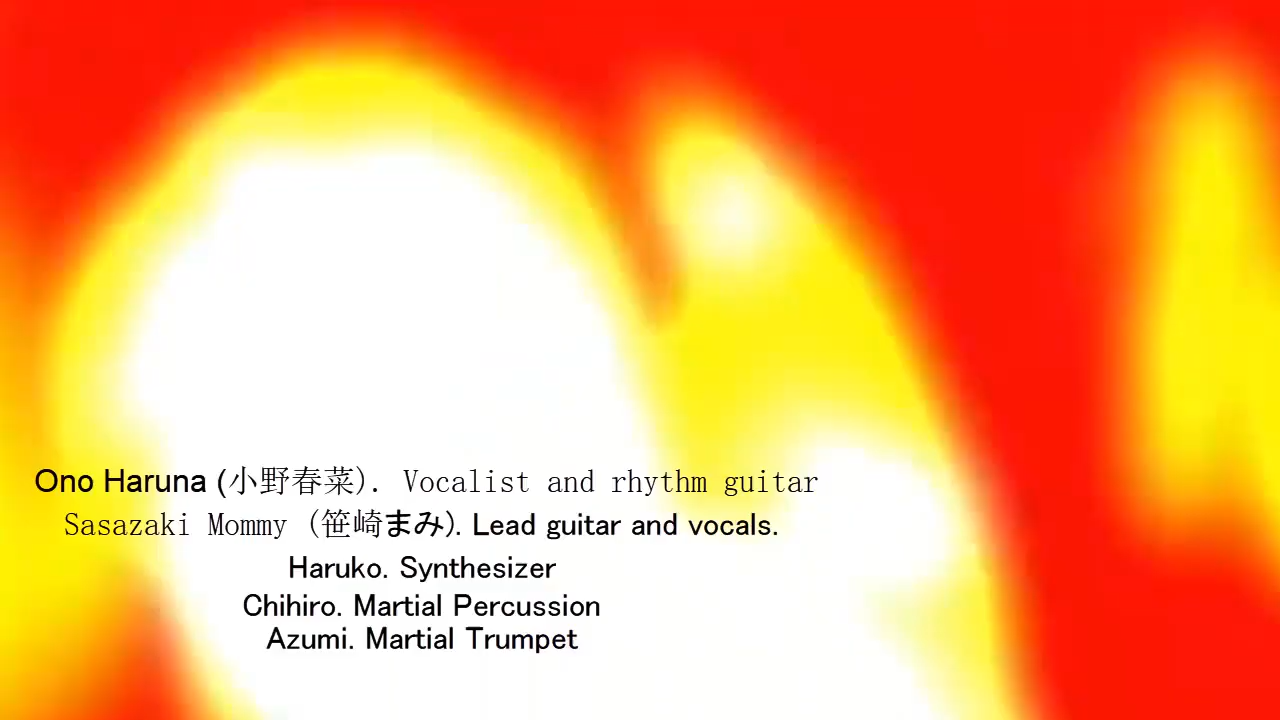 Ono Haruna (小野春菜). Vocalist and rhythm guitar
Sasazaki Mommy (笹崎まみ). Lead guitar and vocals.
Haruko. Synthesizer
Chihiro. Martial Percussion
Azumi. Martial Trumpet